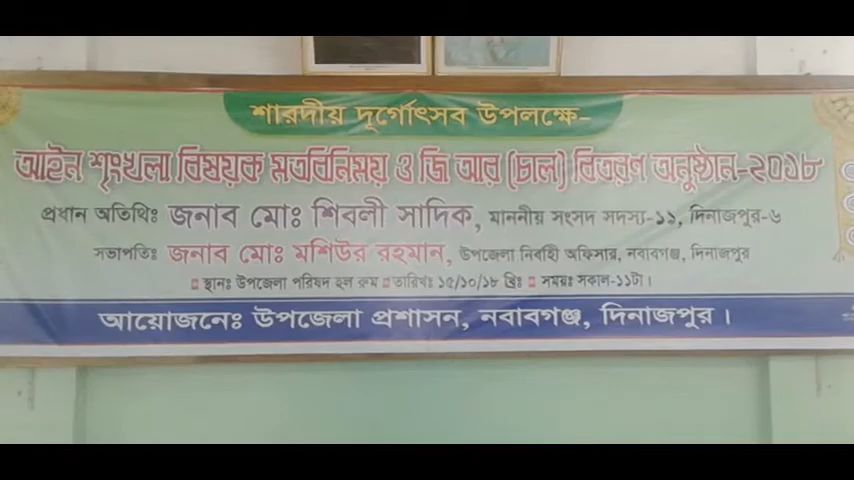 শারদীয় দূর্গোৎসব উপলক্ষে-
আইন শৃংখলা বিষয়ক মতবিনিময় ও জি আর (চাল) বিতরণ অনুষ্ঠান-২০১৮
প্রধান অতিথিঃ জনাব মোঃ শিবলী সাদিক, মাননীয় সংসদ সদস্য-১১, দিনাজপুর-৬
সভাপতিঃ জনাব মোঃ মশিউর রহমান, উপজেলা নির্বাহী অফিসার, নবাবগঞ্জ, দিনাজপুর
স্থানঃ উপজেলা পরিষদ হল রুম তারিখঃ ১৫/১০/১৮ খ্রিঃ সময়ঃ সকাল-১১টা।
আয়োজনেঃ উপজেলা প্রশাসন, নবাবগঞ্জ, দিনাজপুর।